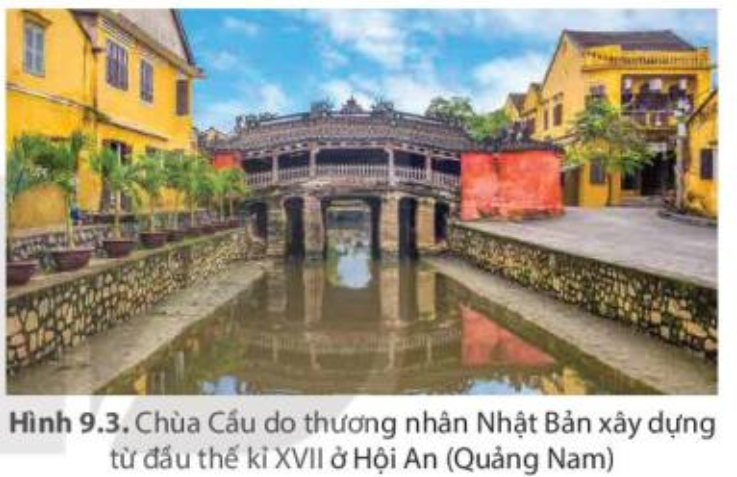 Hình 9.3. Chùa Cầu do thương nhân Nhật Bản xây dựng
từ đầu thế kỉ XVII ở Hội An (Quảng Nam)